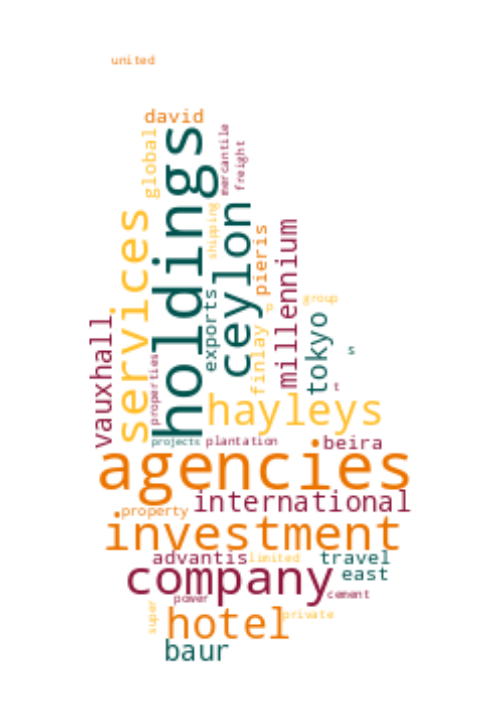 united
david
global
holdings
mercantile
freight
services
shipping
ceylon
pieris
millennium
exports
finlay
p
group
tokyo
vauxhall
properties
s
t
hayleys
projects
plantation
beira
agencies
international
property
investment
advantis
limited
travel
company
east
power
cement
super
hotel
private
baur